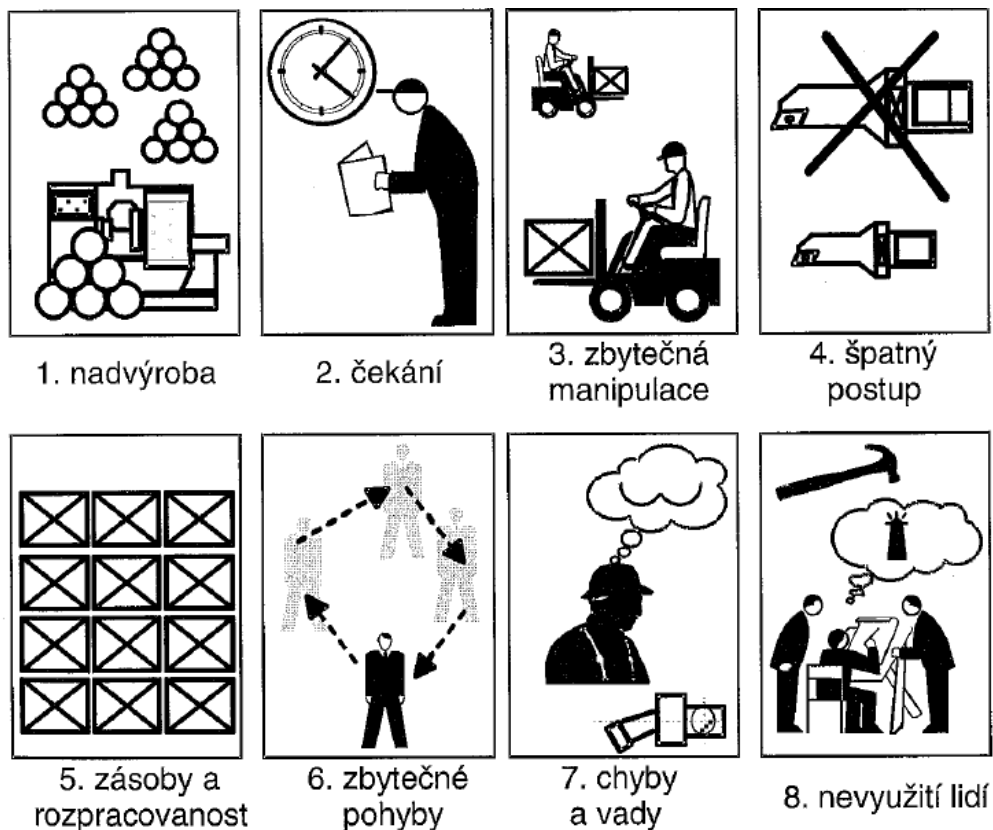 1. nadvýroba
2. čekání
3. zbytečná
manipulace
4. špatný
postup
5. zásoby a
rozpracovanost
6. zbytečné
pohyby
7. chyby
a vady
8. nevyužití lidí